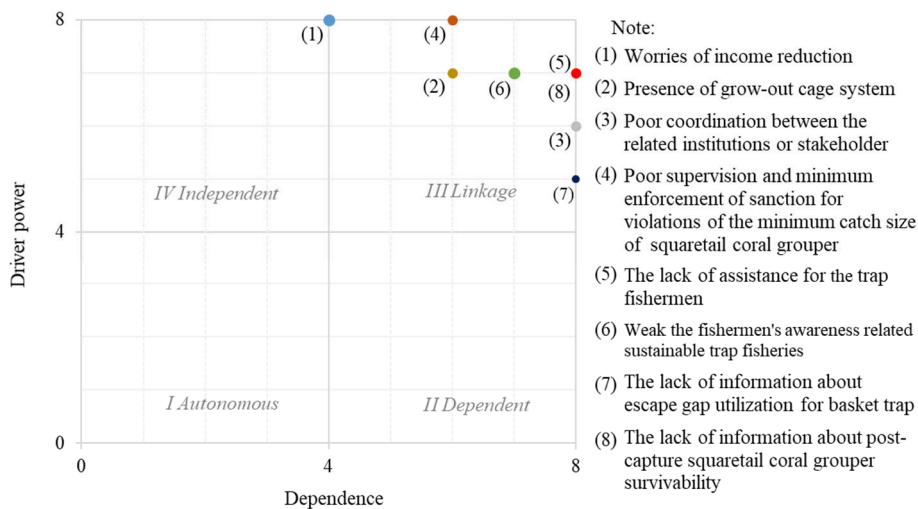 8
4
0
0
4
8
Driver power
Dependence
(1)
(4)
(2)
(6)
(5)
(8)
(3)
(7)
IV Independent
III Linkage
I Autonomous
II Dependent
Note:
(1) Worries of income reduction
(2) Presence of grow-out cage system
(3) Poor coordination between the
related institutions or stakeholder
(4) Poor supervision and minimum
enforcement of sanction for
violations of the minimum catch size
of squaretail coral grouper
(5) The lack of assistance for the trap
fishermen
(6) Weak the fishermen's awareness related
sustainable trap fisheries
(7) The lack of information about
escape gap utilization for basket trap
(8) The lack of information about post-
capture squaretail coral grouper
survivability